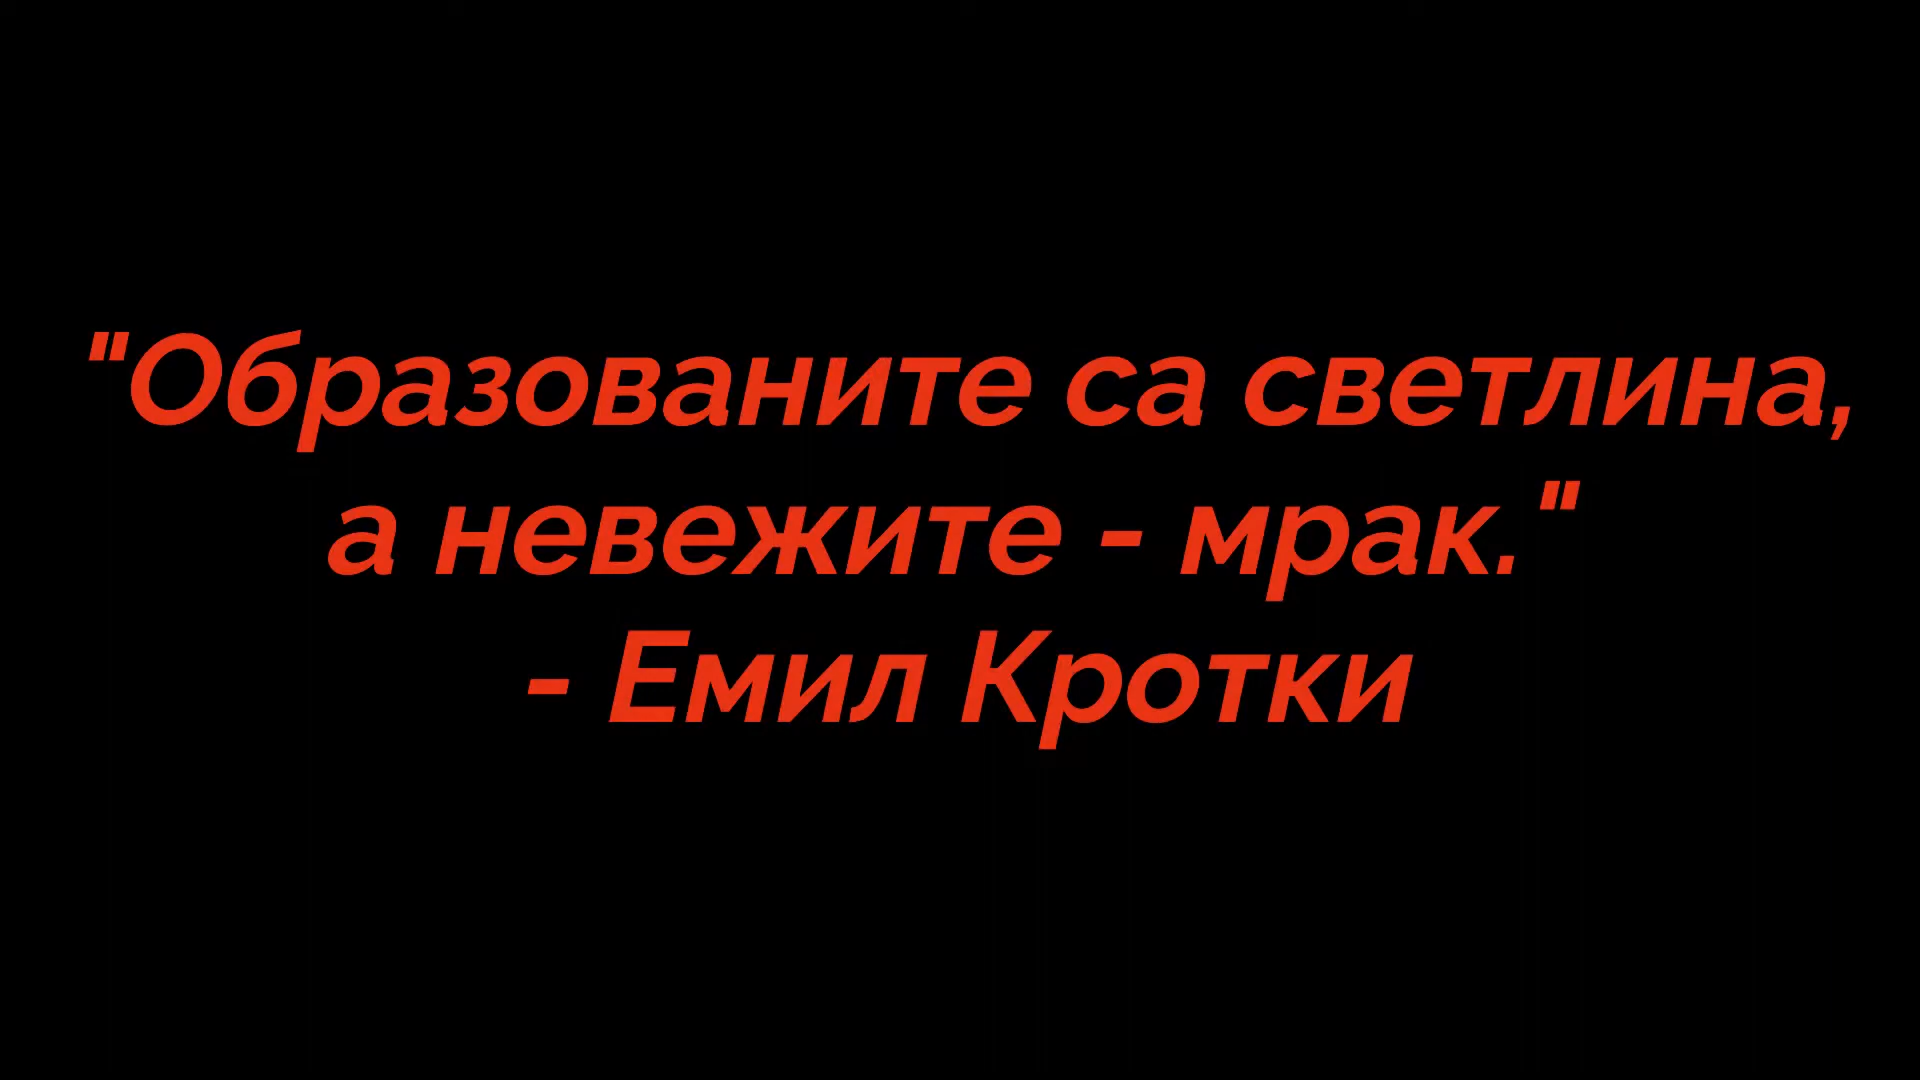 "Образованите са светлина,
а невежите - мрак."
- Емил Кротки